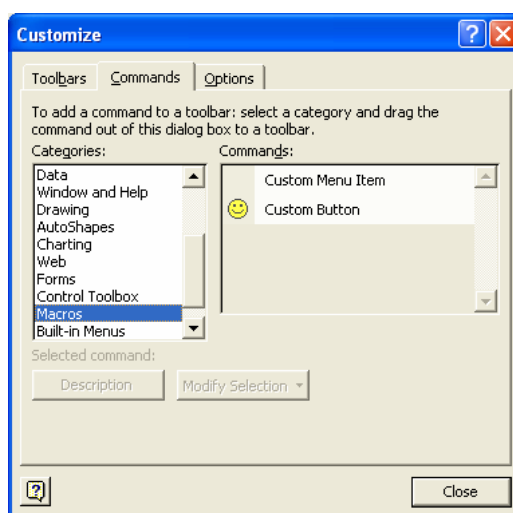 Customize
Toolbars Commands Options
To add a command to a toolbar: select a category and drag the
command out of this dialog box to a toolbar.
Categories: Commands:
Data
Window and Help
Drawing
AutoShapes
Charting
Web
Forms
Control Toolbox
Macros
Built-in Menus
Custom Menu Item
Custom Button
Selected command:
Description Modify Selection
Close